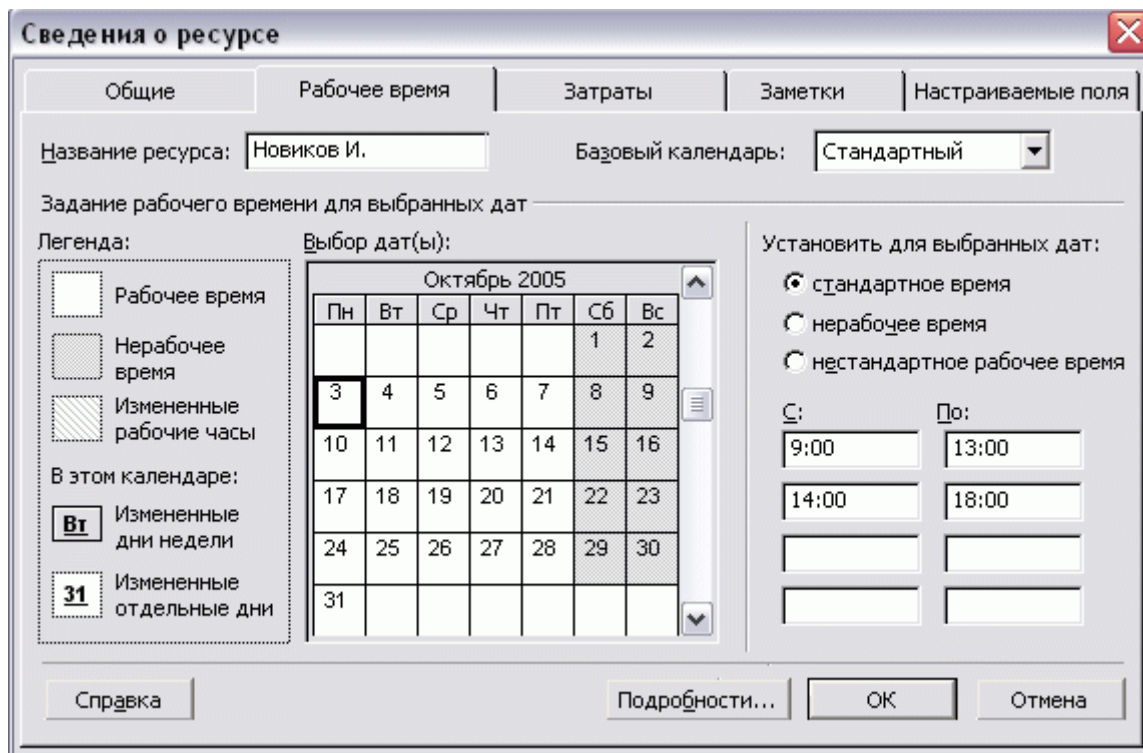 Сведения о ресурсе
Общие Рабочее время Затраты Заметки Настраиваемые поля
Название ресурса: Новиков И. Базовый календарь: Стандартный
Задание рабочего времени для выбранных дат
Легенда:
Рабочее время
Нерабочее
время
Измененные
рабочие часы
В этом календаре:
Вт Измененные
дни недели
31 Измененные
отдельные дни
Выбор дат(ы):
Октябрь 2005
Пн Вт Ср Чт Пт Сб Вс
1 2
3 4 5 6 7 8 9
10 11 12 13 14 15 16
17 18 19 20 21 22 23
24 25 26 27 28 29 30
31
Установить для выбранных дат:
стандартное время
нерабочее время
нестандартное рабочее время
С: По:
9:00 13:00
14:00 18:00
Справка Подробности... ОК Отмена